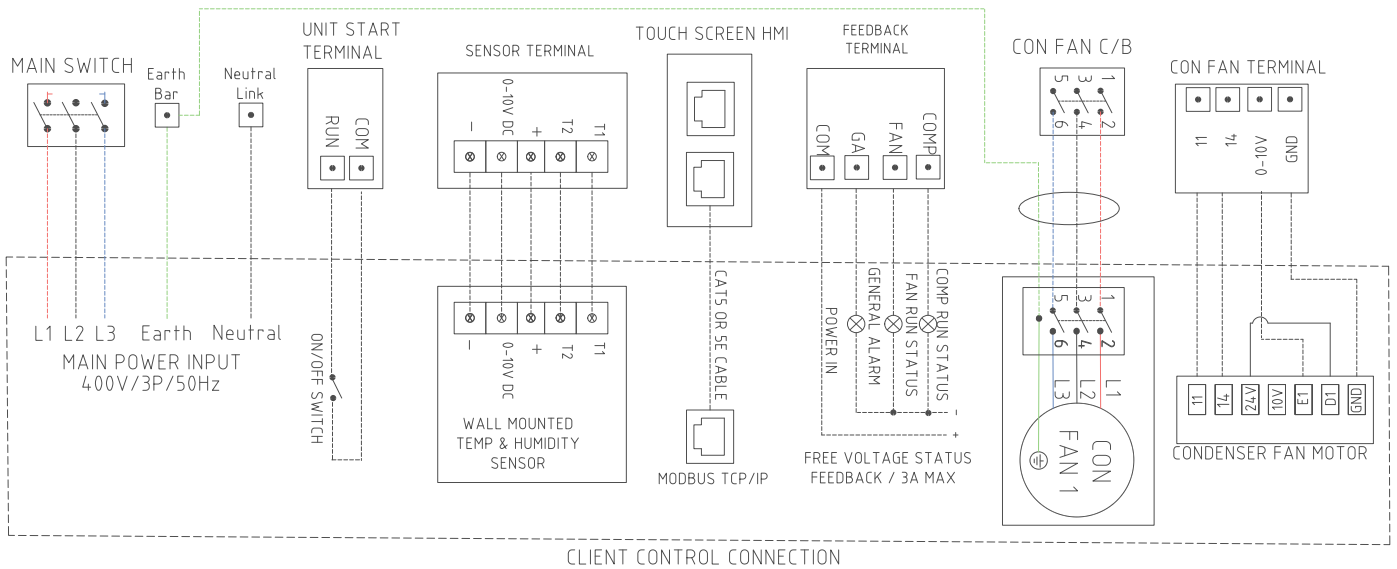 UNIT START
TERMINAL
SENSOR TERMINAL
TOUCH SCREEN HMI
FEEDBACK
TERMINAL
CON FAN C/B
CON FAN TERMINAL
MAIN SWITCH
Earth
Bar
Neutral
Link
RUN
COM
–
0-10V DC
+
T2
T1
COM
GA
FAN
COMP
5
3
1
6
4
2
11
14
0-10V
GND
L1
L2
L3
Earth
Neutral
MAIN POWER INPUT
400V/3P/50Hz
ON/OFF SWITCH
–
0-10V DC
+
T2
T1
WALL MOUNTED
TEMP & HUMIDITY
SENSOR
CAT5 OR 5E CABLE
MODBUS TCP/IP
POWER IN
GENERAL ALARM
FAN RUN STATUS
COMP RUN STATUS
-
+
FREE VOLTAGE STATUS
FEEDBACK / 3A MAX
5
3
1
6
4
2
L3
L2
L1
CON
FAN 1
11
14
24V
10V
E1
D1
GND
CONDENSER FAN MOTOR
CLIENT CONTROL CONNECTION